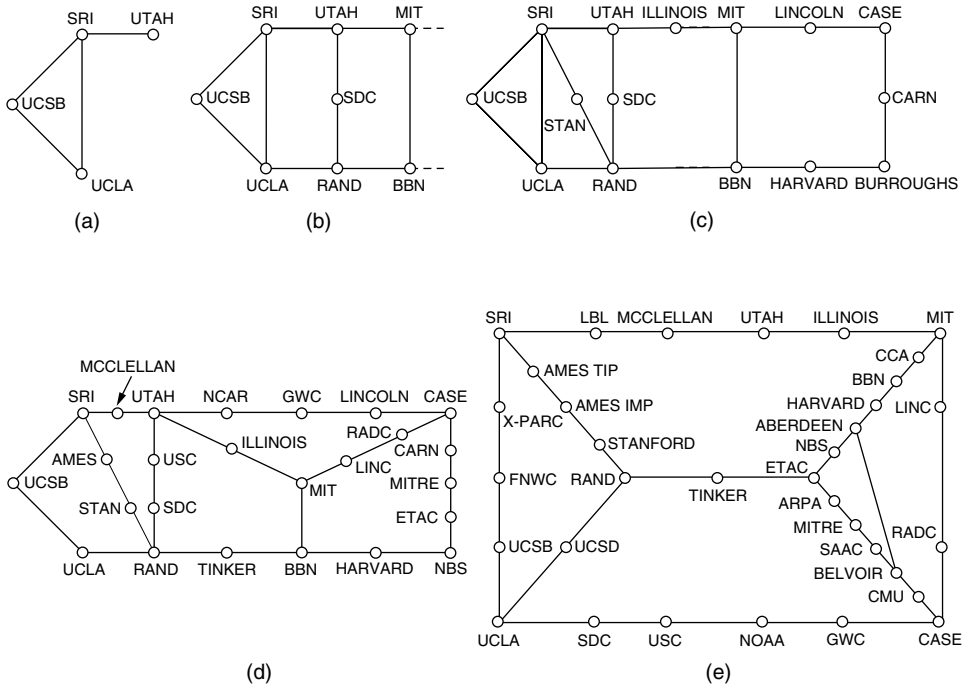 SRI UTAH
UCSB
UCLA
(a)
SRI UTAH MIT
UCSB SDC
UCLA RAND BBN
(b)
SRI UTAH ILLINOIS MIT LINCOLN CASE
UCSB STAN SDC CARN
UCLA RAND BBN HARVARD BURROUGHS
(c)
MCCLELLAN
SRI UTAH NCAR GWC LINCOLN CASE
RADC
ILLINOIS CARN
AMES USC LINC
UCSB MIT MITRE
STAN SDC ETAC
UCLA RAND TINKER BBN HARVARD NBS
(d)
SRI LBL MCCLELLAN UTAH ILLINOIS MIT
CCA
AMES TIP BBN
X-PARC AMES IMP HARVARD LINC
ABERDEEN
STANFORD NBS
ETAC
FNWC RAND TINKER
ARPA
MITRE
UCSB UCSD SAAC RADC
BELVOIR
CMU
UCLA SDC USC NOAA GWC CASE
(e)